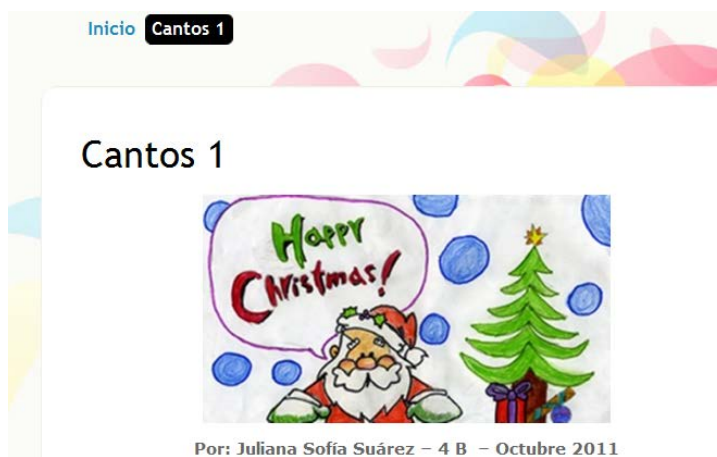 Inicio Cantos 1
Cantos 1
Happy
Christmas!
Por: Juliana Sofía Suárez – 4 B – Octubre 2011